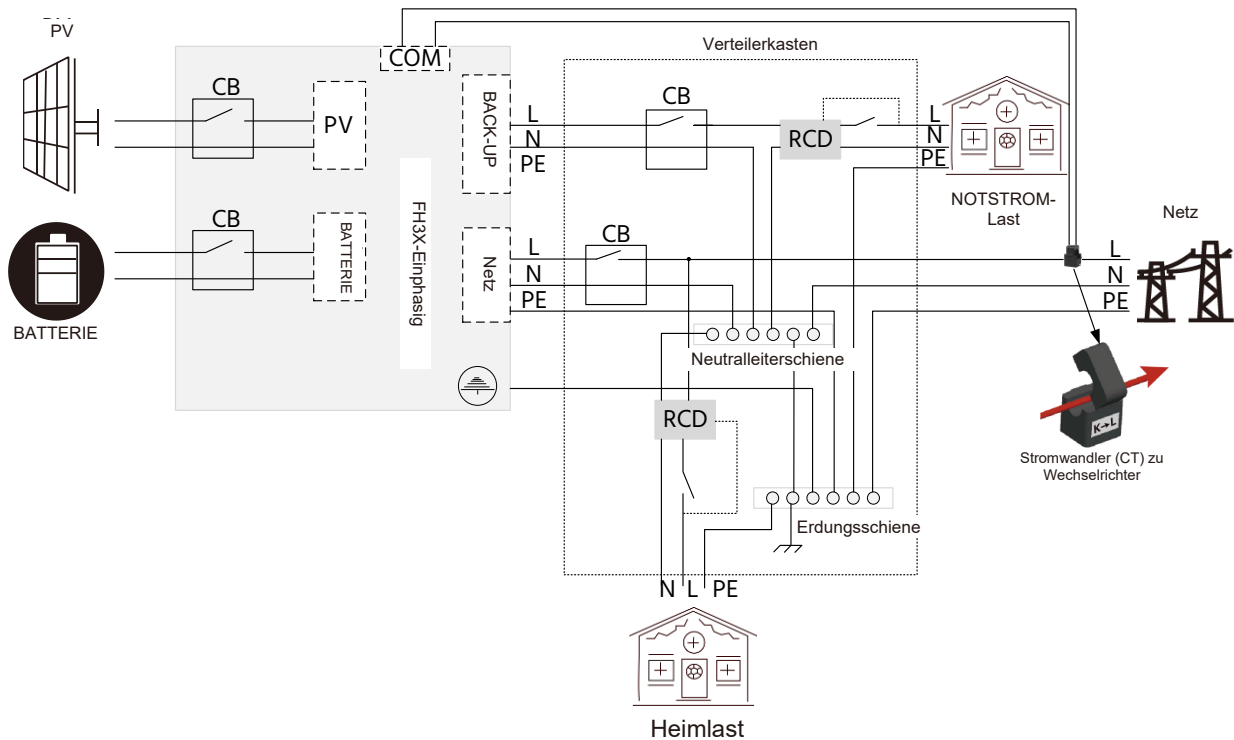 PV
COM
Verteilerkasten
CB
PV
BACK-UP
L
N
PE
CB
RCD
L
N
PE
NOTSTROM-
Last
Netz
CB
BATTERIE
FH3X-Einphasig
Netz
L
N
PE
CB
L
N
PE
BATTERIE
Neutralleiterschiene
RCD
K→L
Stromwandler (CT) zu
Wechselrichter
Erdungsschiene
N L PE
Heimlast